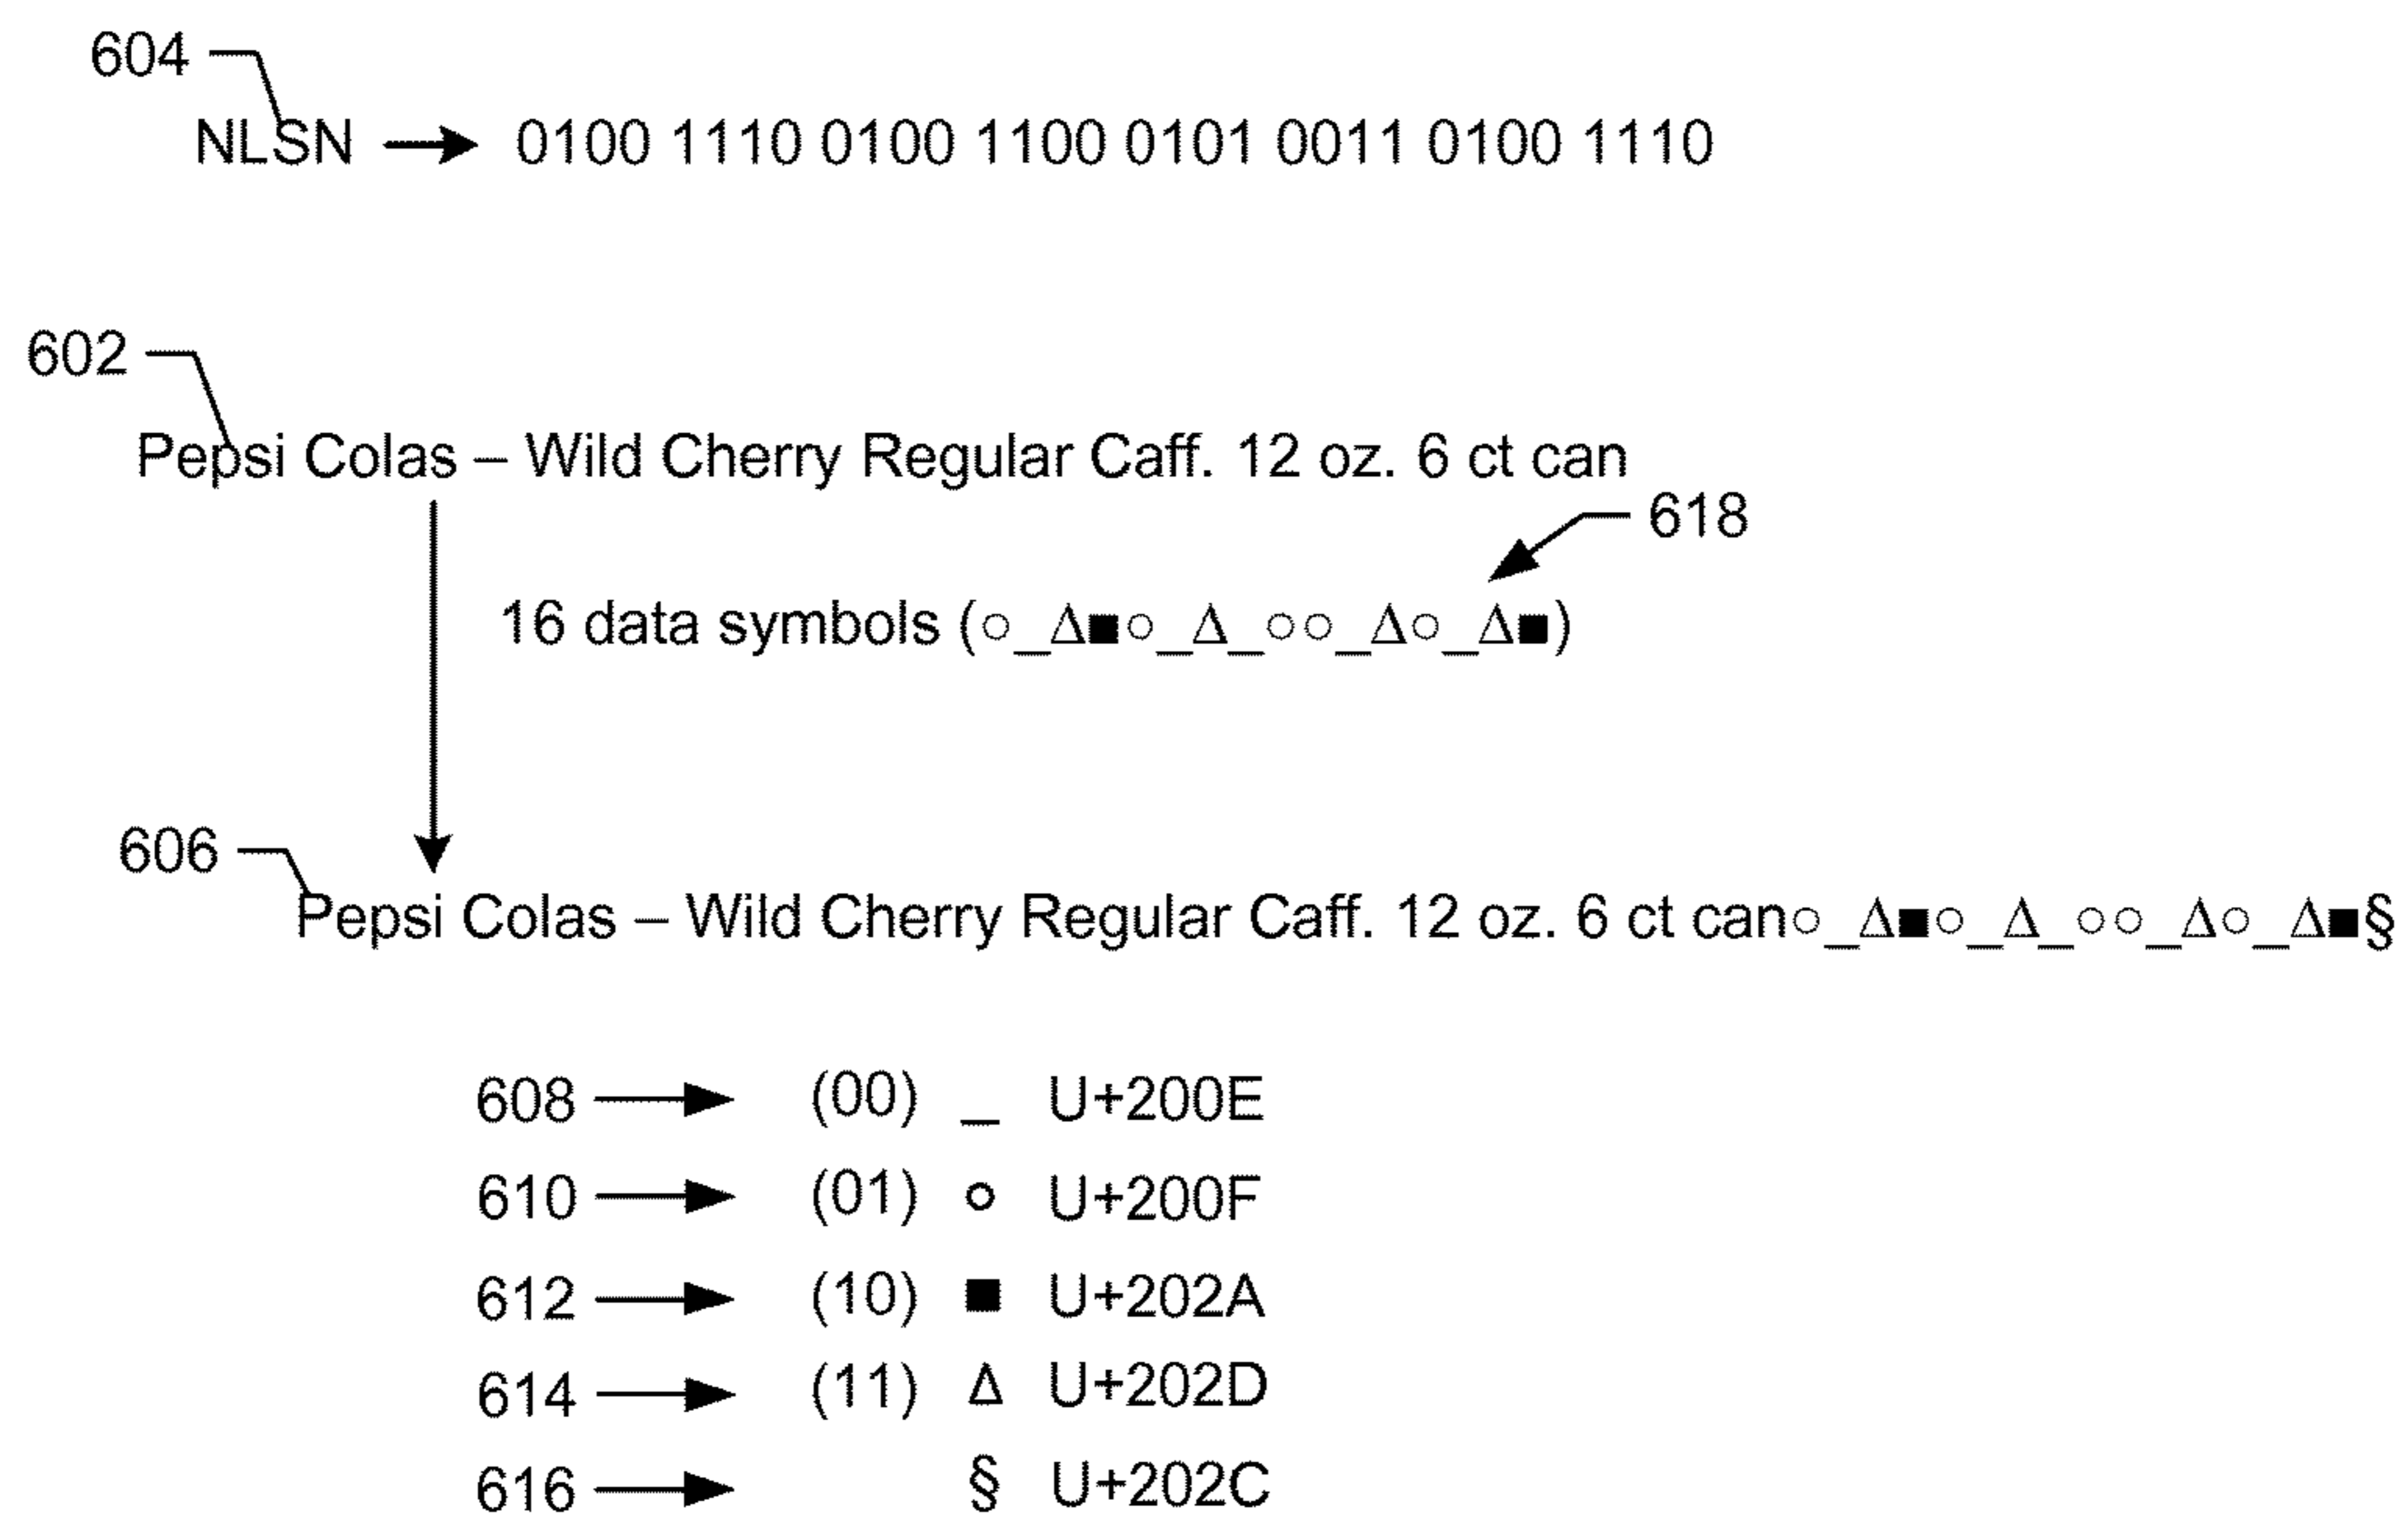 604
NLSN → 0100 1110 0100 1100 0101 0011 0100 1110
602
Pepsi Colas – Wild Cherry Regular Caff. 12 oz. 6 ct can
618
16 data symbols (○_Δ■○_Δ_○○_Δ○_Δ■)
606
Pepsi Colas – Wild Cherry Regular Caff. 12 oz. 6 ct can○_Δ■○_Δ_○○_Δ○_Δ■§
608 → (00) _ U+200E
610 → (01) ○ U+200F
612 → (10) ■ U+202A
614 → (11) Δ U+202D
616 → § U+202C